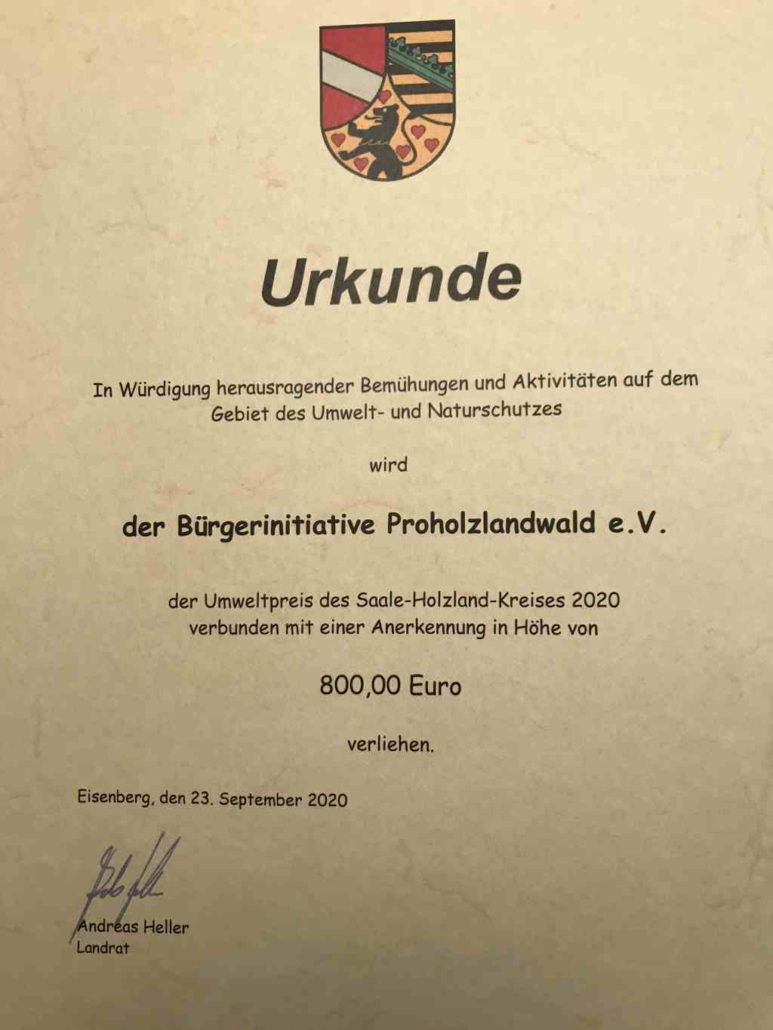 Urkunde
In Würdigung herausragender Bemühungen und Aktivitäten auf dem
Gebiet des Umwelt- und Naturschutzes
wird
der Bürgerinitiative Proholzlandwald e.V.
der Umweltpreis des Saale-Holzland-Kreises 2020
verbunden mit einer Anerkennung in Höhe von
800,00 Euro
verliehen.
Eisenberg, den 23. September 2020
Andreas Heller
Landrat